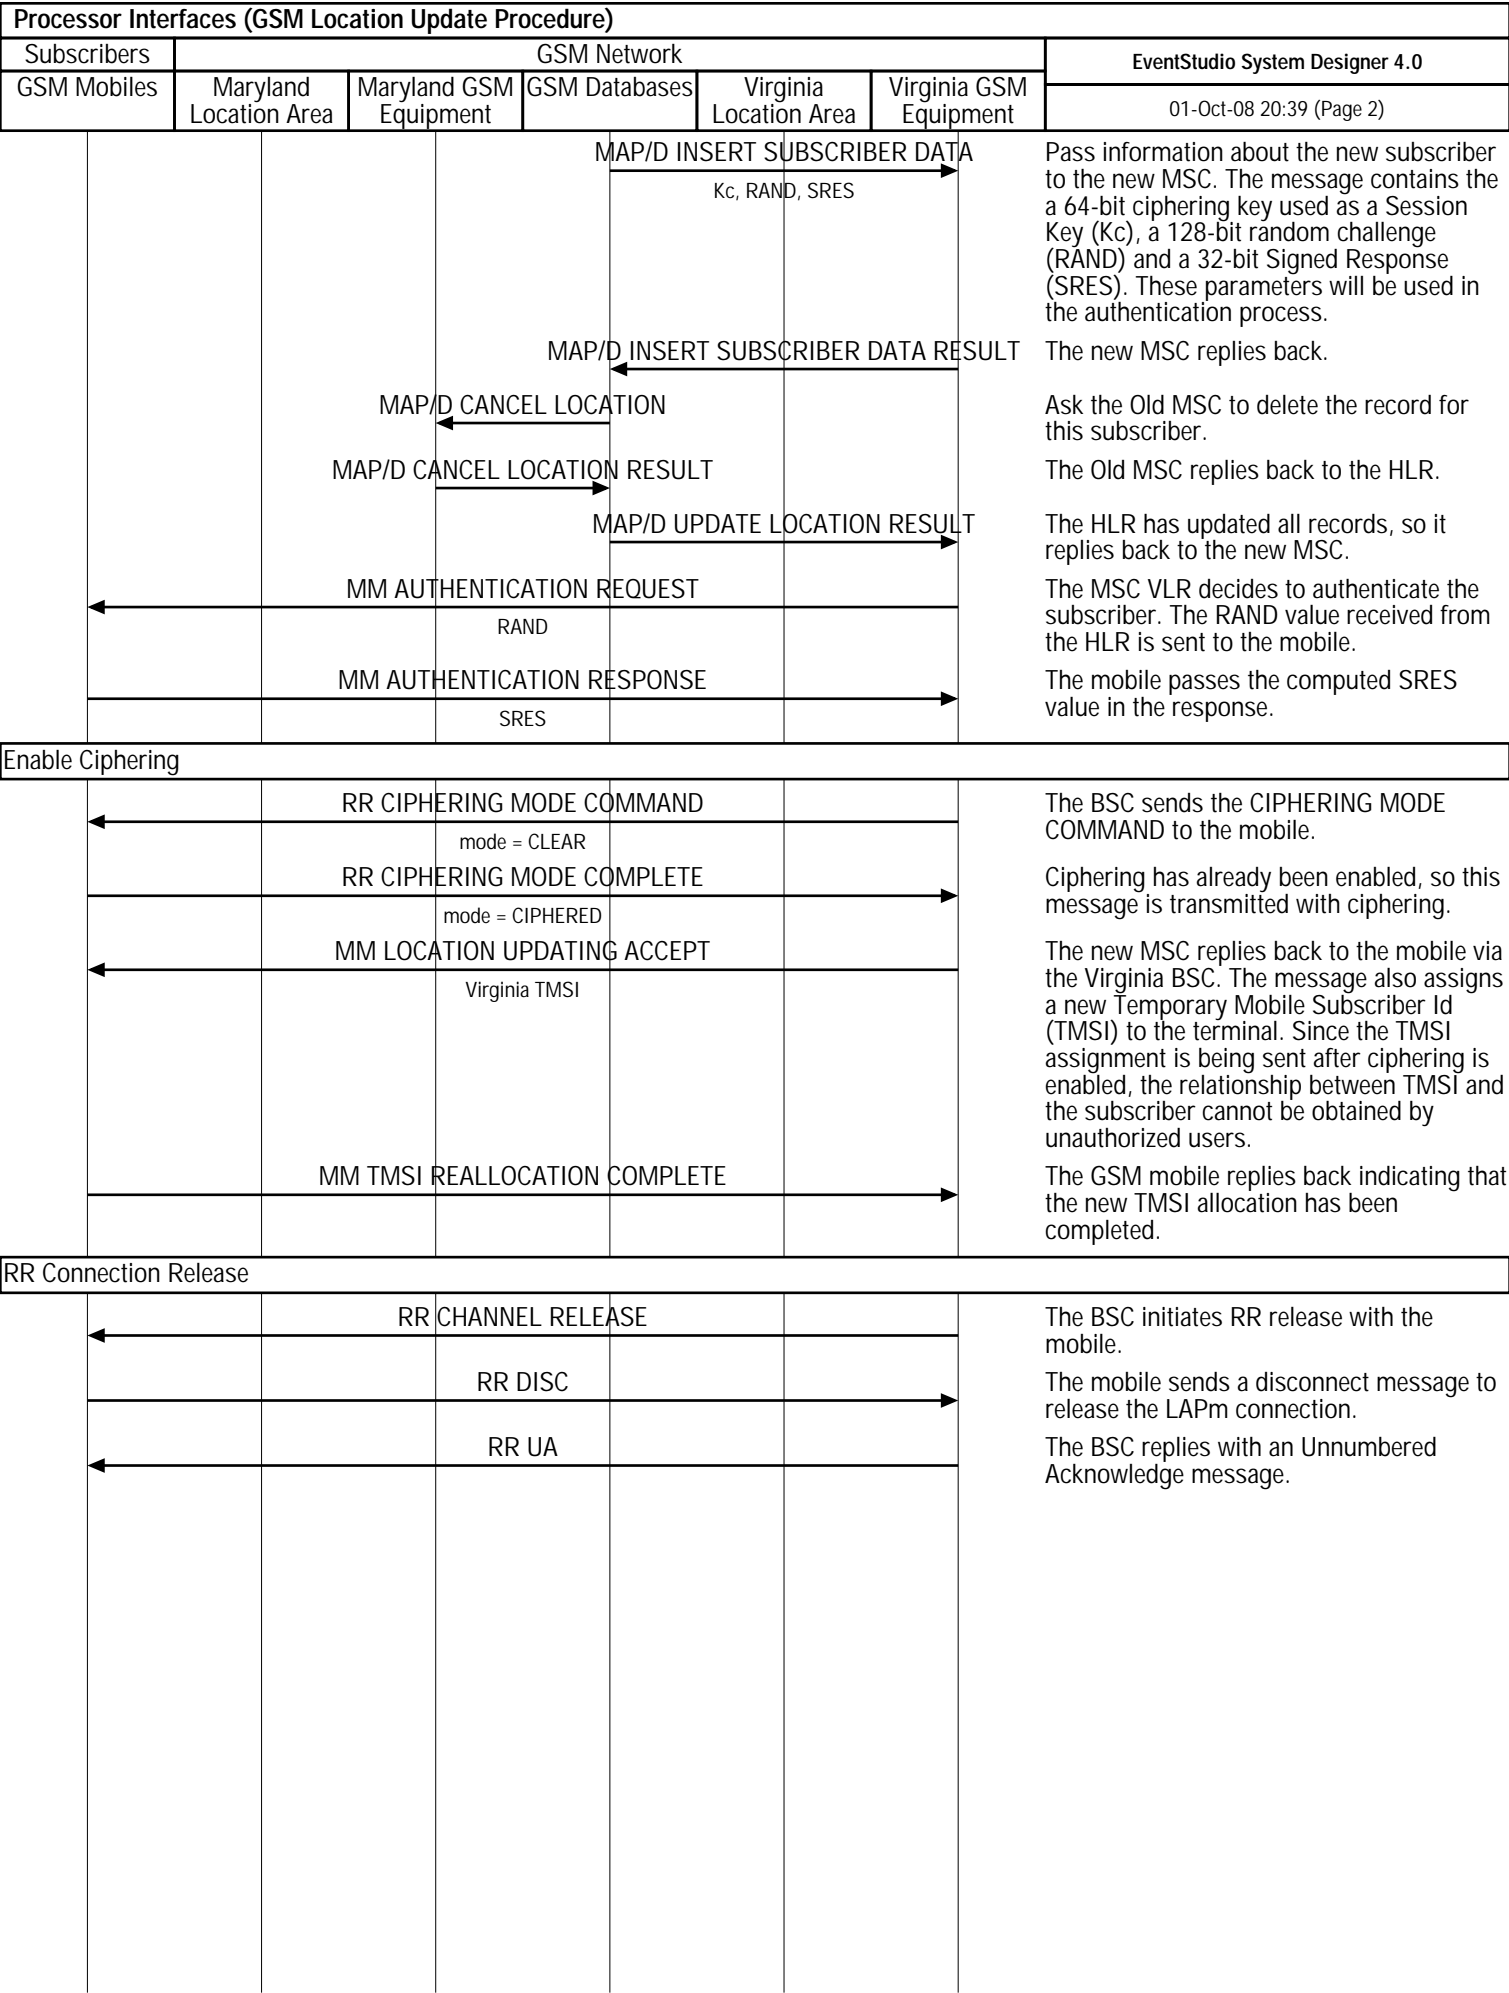 Processor Interfaces (GSM Location Update Procedure)
Subscribers
GSM Network
EventStudio System Designer 4.0
GSM Mobiles
Maryland
Location Area
Maryland GSM
Equipment
GSM Databases
Virginia
Location Area
Virginia GSM
Equipment
01-Oct-08 20:39 (Page 2)
MAP/D INSERT SUBSCRIBER DATA
Kc, RAND, SRES
Pass information about the new subscriber
to the new MSC. The message contains the
a 64-bit ciphering key used as a Session
Key (Kc), a 128-bit random challenge
(RAND) and a 32-bit Signed Response
(SRES). These parameters will be used in
the authentication process.
MAP/D INSERT SUBSCRIBER DATA RESULT
The new MSC replies back.
MAP/D CANCEL LOCATION
Ask the Old MSC to delete the record for
this subscriber.
MAP/D CANCEL LOCATION RESULT
The Old MSC replies back to the HLR.
MAP/D UPDATE LOCATION RESULT
The HLR has updated all records, so it
replies back to the new MSC.
MM AUTHENTICATION REQUEST
RAND
The MSC VLR decides to authenticate the
subscriber. The RAND value received from
the HLR is sent to the mobile.
MM AUTHENTICATION RESPONSE
SRES
The mobile passes the computed SRES
value in the response.
Enable Ciphering
RR CIPHERING MODE COMMAND
mode = CLEAR
The BSC sends the CIPHERING MODE
COMMAND to the mobile.
RR CIPHERING MODE COMPLETE
mode = CIPHERED
Ciphering has already been enabled, so this
message is transmitted with ciphering.
MM LOCATION UPDATING ACCEPT
Virginia TMSI
The new MSC replies back to the mobile via
the Virginia BSC. The message also assigns
a new Temporary Mobile Subscriber Id
(TMSI) to the terminal. Since the TMSI
assignment is being sent after ciphering is
enabled, the relationship between TMSI and
the subscriber cannot be obtained by
unauthorized users.
MM TMSI REALLOCATION COMPLETE
The GSM mobile replies back indicating that
the new TMSI allocation has been
completed.
RR Connection Release
RR CHANNEL RELEASE
The BSC initiates RR release with the
mobile.
RR DISC
The mobile sends a disconnect message to
release the LAPm connection.
RR UA
The BSC replies with an Unnumbered
Acknowledge message.